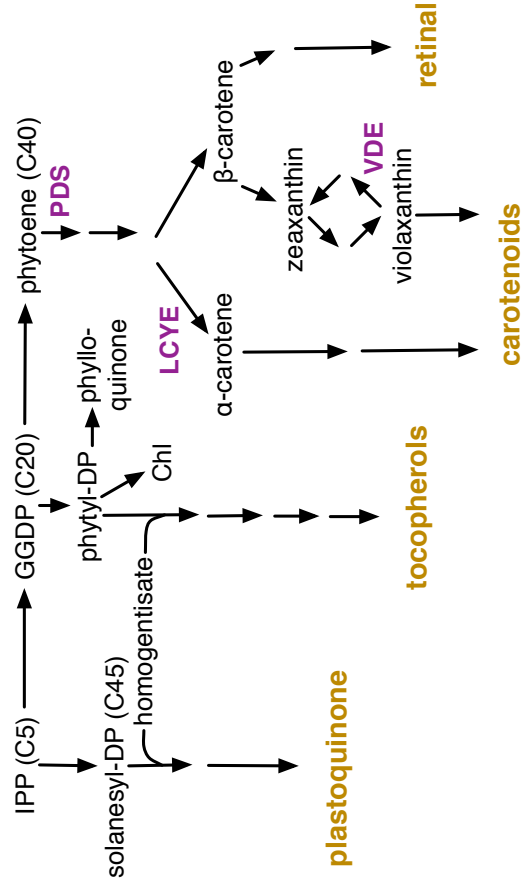 IPP (C5)
GGDP (C20)
phytoene (C40)
PDS
solanesyl-DP (C45)
homogentisate
phytyl-DP
phyllo-
quinone
Chl
LCYE
α-carotene
β-carotene
zeaxanthin
VDE
violaxanthin
plastoquinone
tocopherols
carotenoids
retinal